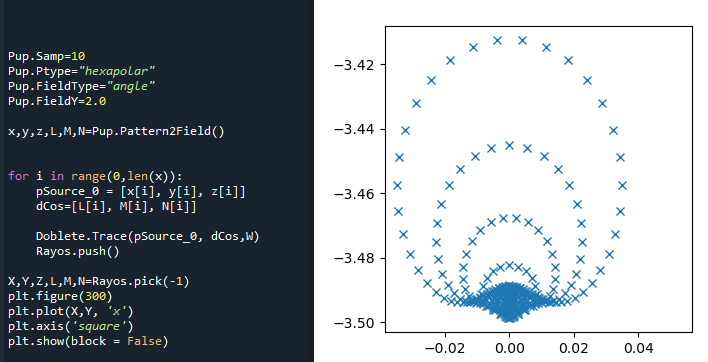 Pup.Samp=10
Pup.Ptype="hexapolar"
Pup.FieldType="angle"
Pup.FieldY=2.0
x,y,z,L,M,N=Pup.Pattern2Field()
for i in range(0,len(x)):
    pSource_0 = [x[i], y[i], z[i]]
    dCos=[L[i], M[i], N[i]]
    Doblete.Trace(pSource_0, dCos,W)
    Rayos.push()
X,Y,Z,L,M,N=Rayos.pick(-1)
plt.figure(300)
plt.plot(X,Y, 'x')
plt.axis('square')
plt.show(block = False)
−3.42
−3.44
−3.46
−3.48
−3.50
−0.02 0.00 0.02 0.04